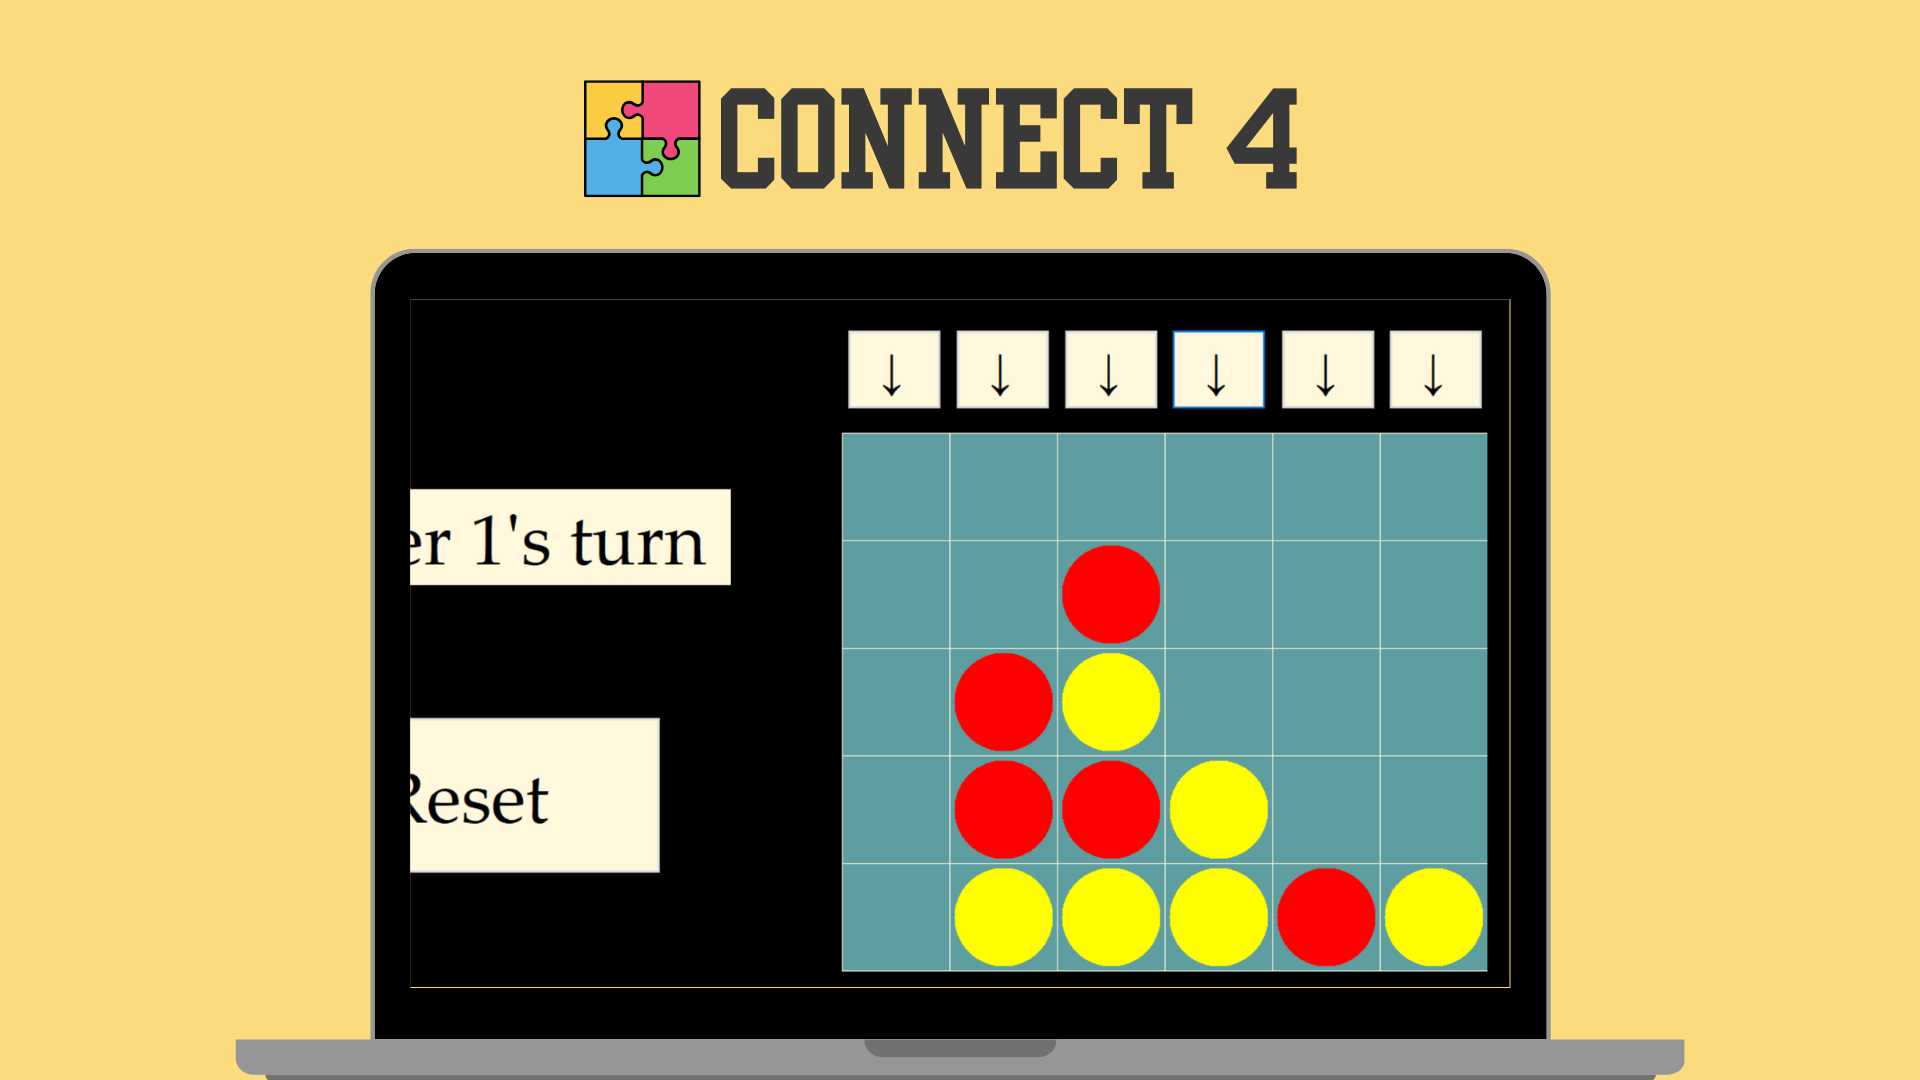 CONNECT 4
↓ ↓ ↓ ↓ ↓ ↓
er 1's turn
Reset